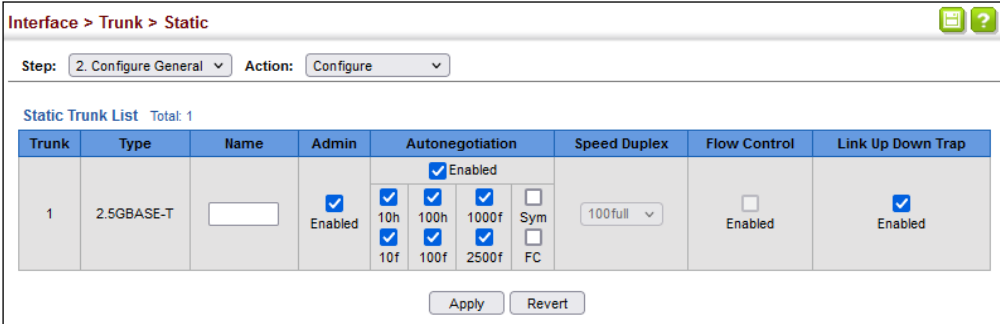 Interface > Trunk > Static
?
Step: 2. Configure General Action: Configure
Static Trunk List Total: 1
Trunk Type Name Admin Autonegotiation Speed Duplex Flow Control Link Up Down Trap
Enabled
1 2.5GBASE-T Enabled 10h 100h 1000f Sym 100full Enabled Enabled
10f 100f 2500f FC
Apply Revert